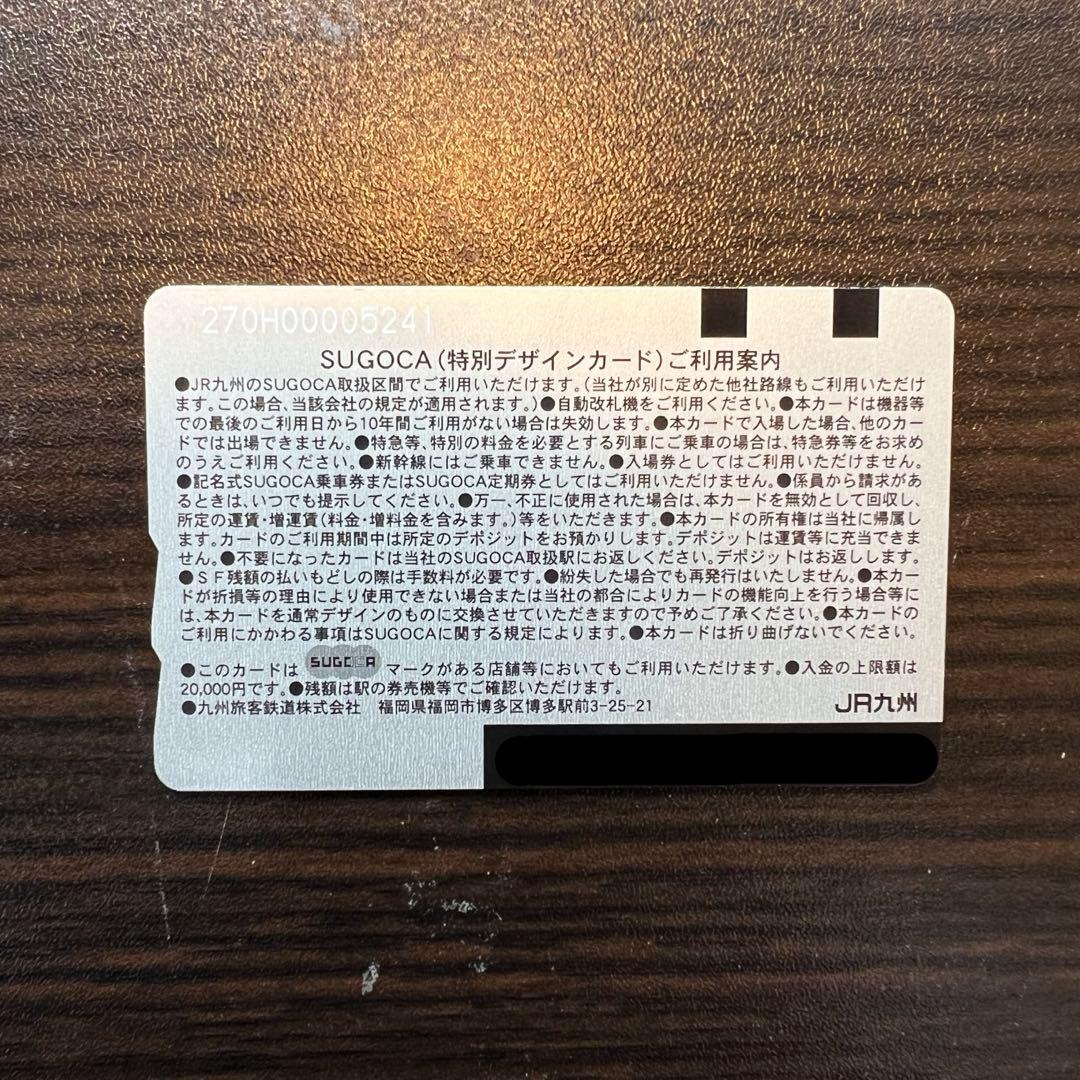 270H00005241
SUGOCA(特別デザインカード)ご利用案内
●JR九州のSUGOCA取扱区間でご利用いただけます。(当社が別に定めた他社路線もご利用いただけ
ます。この場合、当該会社の規定が適用されます。)●自動改札機をご利用ください。●本カードは機器等
での最後のご利用日から10年間ご利用がない場合は失効します。●本カードで入場した場合、他のカー
ドでは出場できません。●特急等、特別の料金を必要とする列車にご乗車の場合は、特急券等をお求め
のうえご利用ください。●新幹線にはご乗車できません。●入場券としてはご利用いただけません。
●記名式SUGOCA乗車券またはSUGOCA定期券としてはご利用いただけません。●係員から請求があ
るときは、いつでも提示してください。●万一、不正に使用された場合は、本カードを無効として回収し、
所定の運賃・増運賃(料金・増料金を含みます。)等をいただきます。●本カードの所有権は当社に帰属し
ます。カードのご利用期間中は所定のデポジットをお預かりします。デポジットは運賃等に充当できま
せん。●不要になったカードは当社のSUGOCA取扱駅にお返しください。デポジットはお返しします。
●SF残額の払いもどしの際は手数料が必要です。●紛失した場合でも再発行はいたしません。●本カー
ドが折損等の理由により使用できない場合または当社の都合によりカードの機能向上を行う場合等に
は、本カードを通常デザインのものに交換させていただきますので予めご了承ください。●本カードの
ご利用にかかわる事項はSUGOCAに関する規定によります。●本カードは折り曲げないでください。
●このカードは SUGOCA マークがある店舗等においてもご利用いただけます。●入金の上限額は
20,000円です。●残額は駅の券売機等でご確認いただけます。
●九州旅客鉄道株式会社 福岡県福岡市博多区博多駅前3-25-21 JR九州